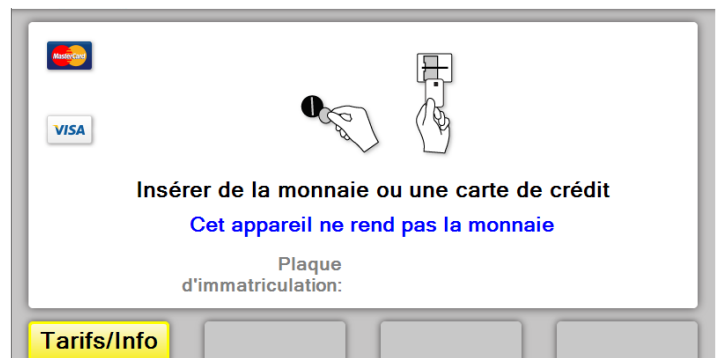 MasterCard
VISA
Insérer de la monnaie ou une carte de crédit
Cet appareil ne rend pas la monnaie
Plaque
d'immatriculation:
Tarifs/Info